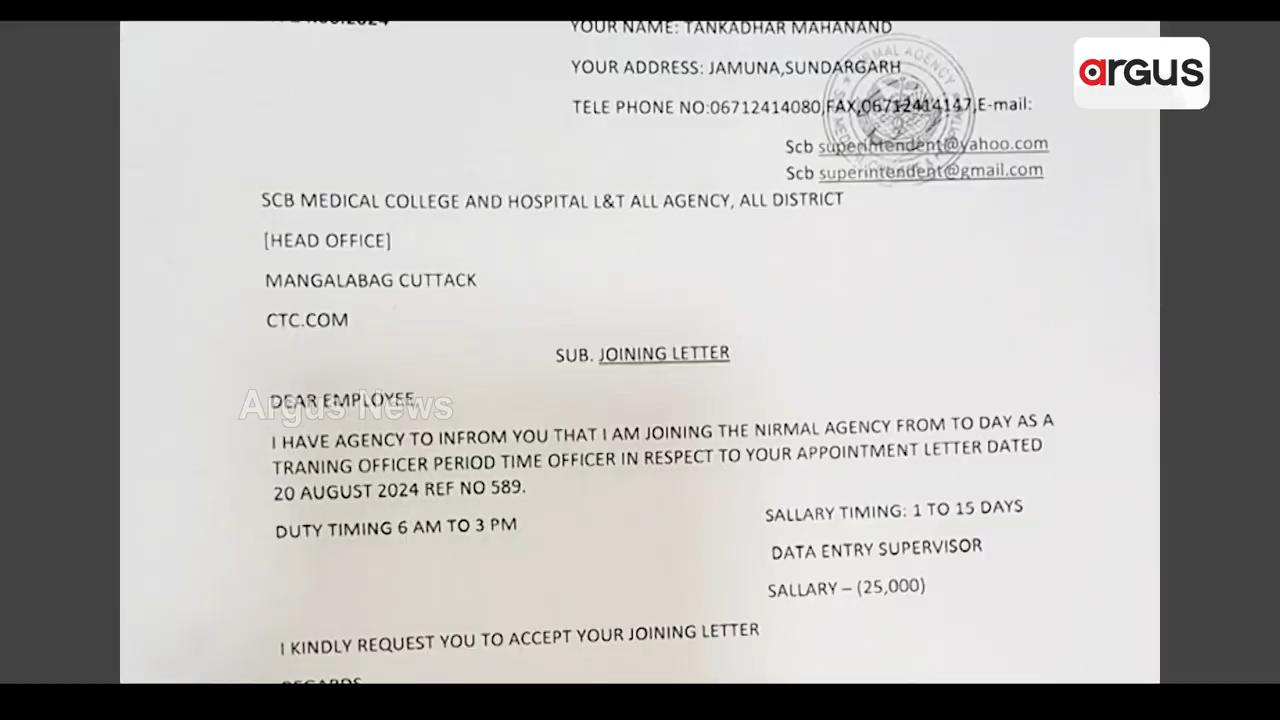 YOUR NAME: TANKADHAR MAHANAND
argus
YOUR ADDRESS: JAMUNA,SUNDARGARH
TELE PHONE NO:06712414080,FAX,06712414147,E-mail:
Scb superintendent@yahoo.com
Scb superintendent@gmail.com
SCB MEDICAL COLLEGE AND HOSPITAL L&T ALL AGENCY, ALL DISTRICT
[HEAD OFFICE]
MANGALABAG CUTTACK
CTC.COM
SUB. JOINING LETTER
DEAR EMPLOYEE,
Argus News
I HAVE AGENCY TO INFROM YOU THAT I AM JOINING THE NIRMAL AGENCY FROM TO DAY AS A
TRANING OFFICER PERIOD TIME OFFICER IN RESPECT TO YOUR APPOINTMENT LETTER DATED
20 AUGUST 2024 REF NO 589.
DUTY TIMING 6 AM TO 3 PM
SALLARY TIMING: 1 TO 15 DAYS
DATA ENTRY SUPERVISOR
SALLARY – (25,000)
I KINDLY REQUEST YOU TO ACCEPT YOUR JOINING LETTER
REGARDS